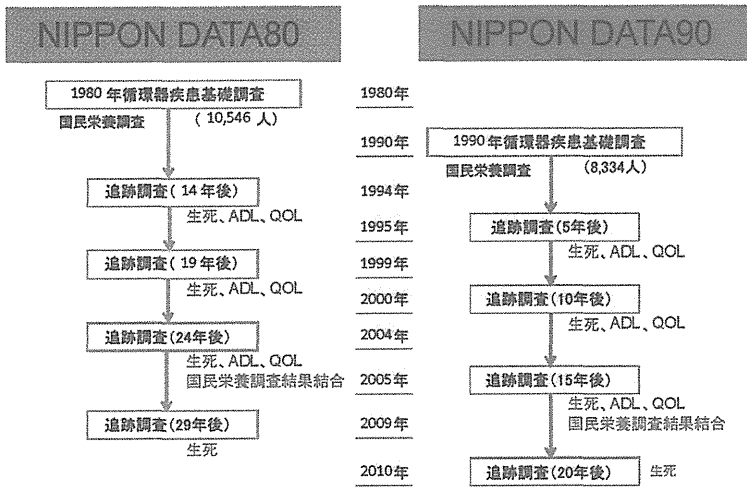 NIPPON DATA80
1980年循環器疾患基礎調査
国民栄養調査
( 10,546 人)
追跡調査( 14年後)
生死、ADL、QOL
追跡調査( 19年後)
生死、ADL、QOL
追跡調査(24年後)
生死、ADL、QOL
国民栄養調査結果結合
追跡調査(29年後)
生死
1980年
1990年
1994年
1995年
1999年
2000年
2004年
2005年
2009年
2010年
NIPPON DATA90
1990年循環器疾患基礎調査
国民栄養調査
(8,334人)
追跡調査(5年後)
生死、ADL、QOL
追跡調査(10年後)
生死、ADL、QOL
追跡調査(15年後)
生死、ADL、QOL
国民栄養調査結果結合
追跡調査(20年後)
生死